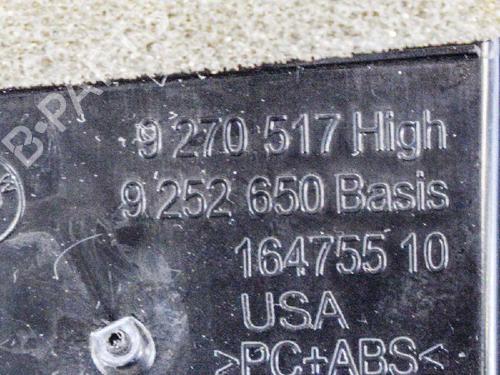 9 270 517 High
9 252 650 Basis
164755 10
USA
>PC+ABS<